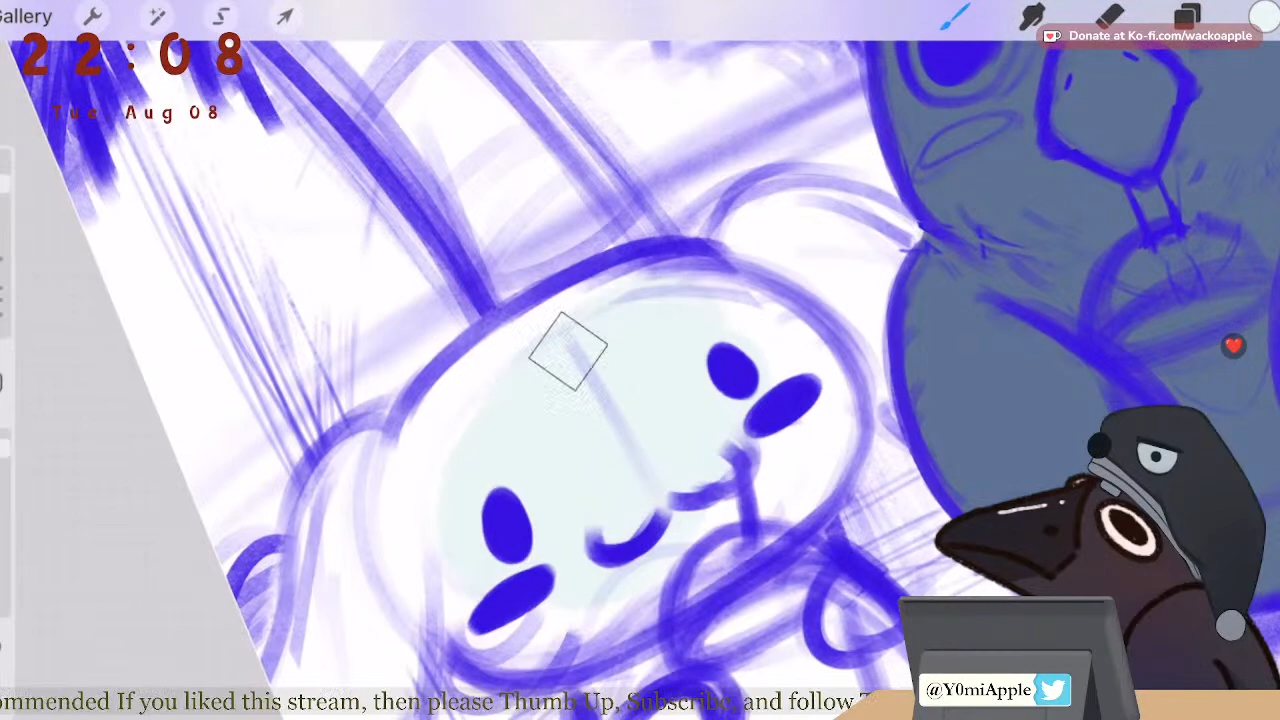 Gallery
Donate at Ko-fi.com/wackoapple
22:08
Tue Aug 08
@Y0miApple
ommended If you liked this stream, then please Thumb Up, Subscribe, and follow